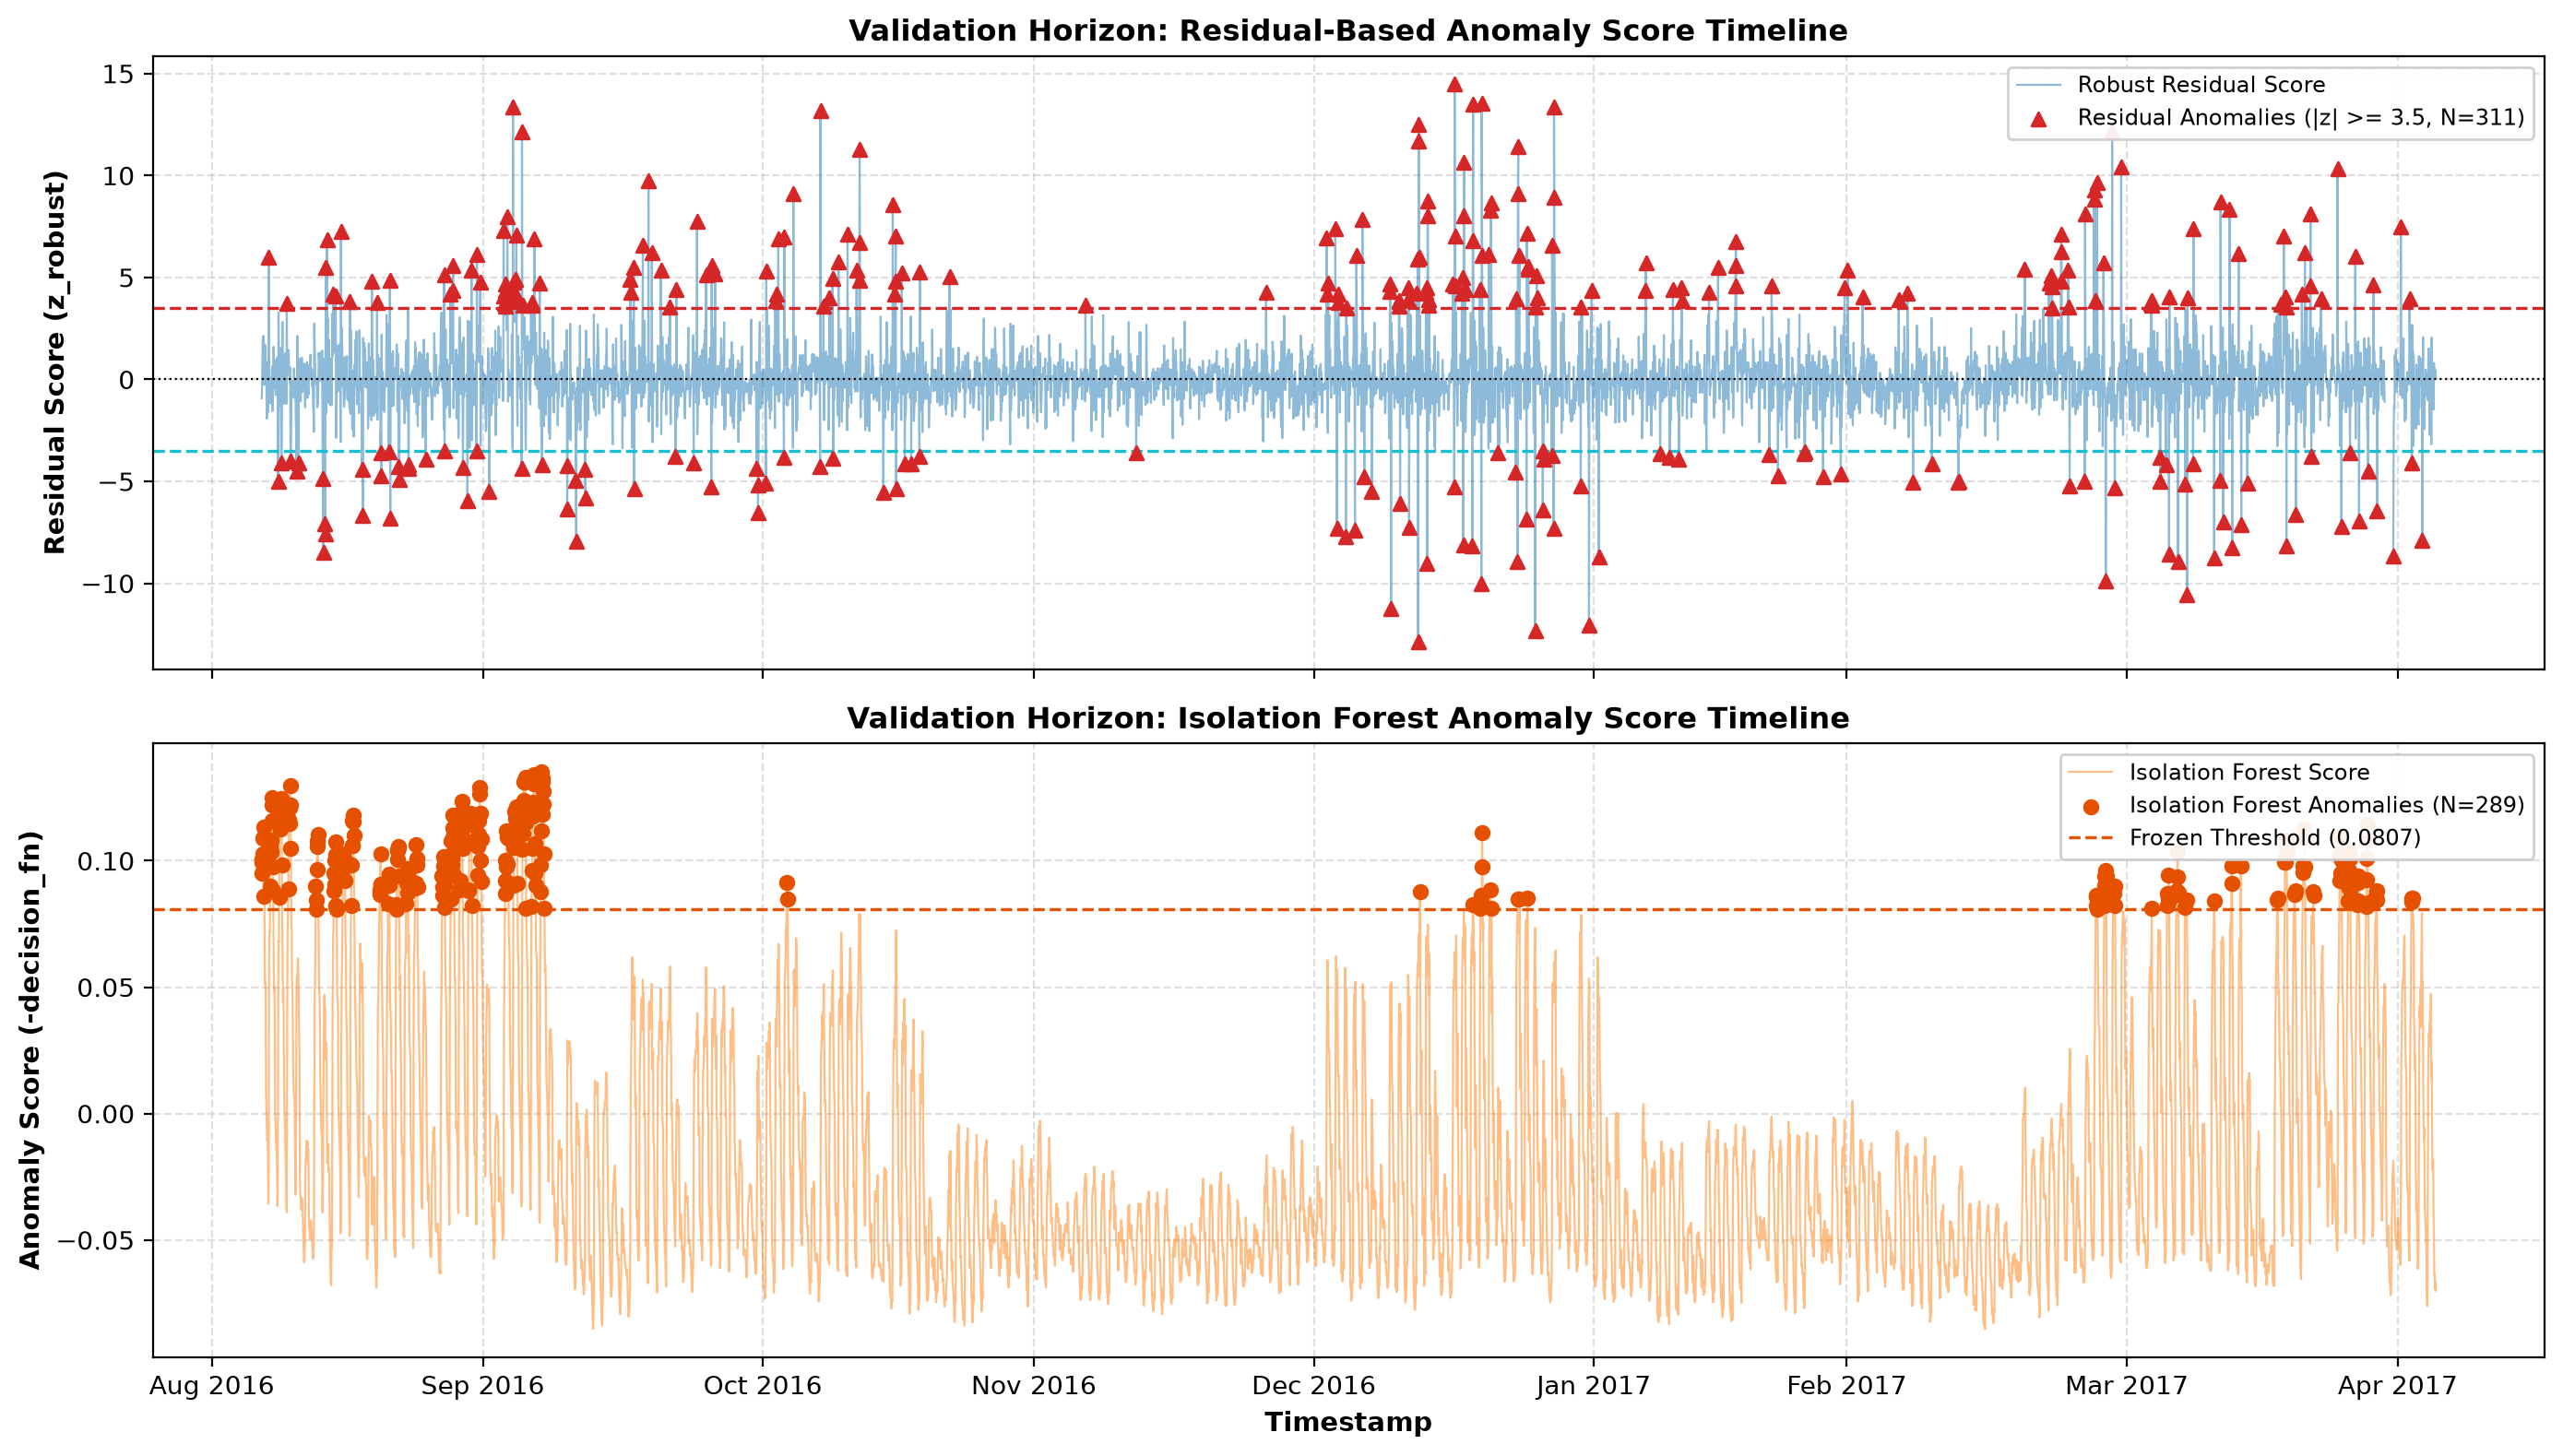 Validation Horizon: Residual-Based Anomaly Score Timeline
Residual Score (z_robust)
15
10
5
0
−5
−10
Robust Residual Score
Residual Anomalies (|z| >= 3.5, N=311)
Validation Horizon: Isolation Forest Anomaly Score Timeline
Anomaly Score (-decision_fn)
0.10
0.05
0.00
−0.05
Isolation Forest Score
Isolation Forest Anomalies (N=289)
Frozen Threshold (0.0807)
Aug 2016 Sep 2016 Oct 2016 Nov 2016 Dec 2016 Jan 2017 Feb 2017 Mar 2017 Apr 2017
Timestamp